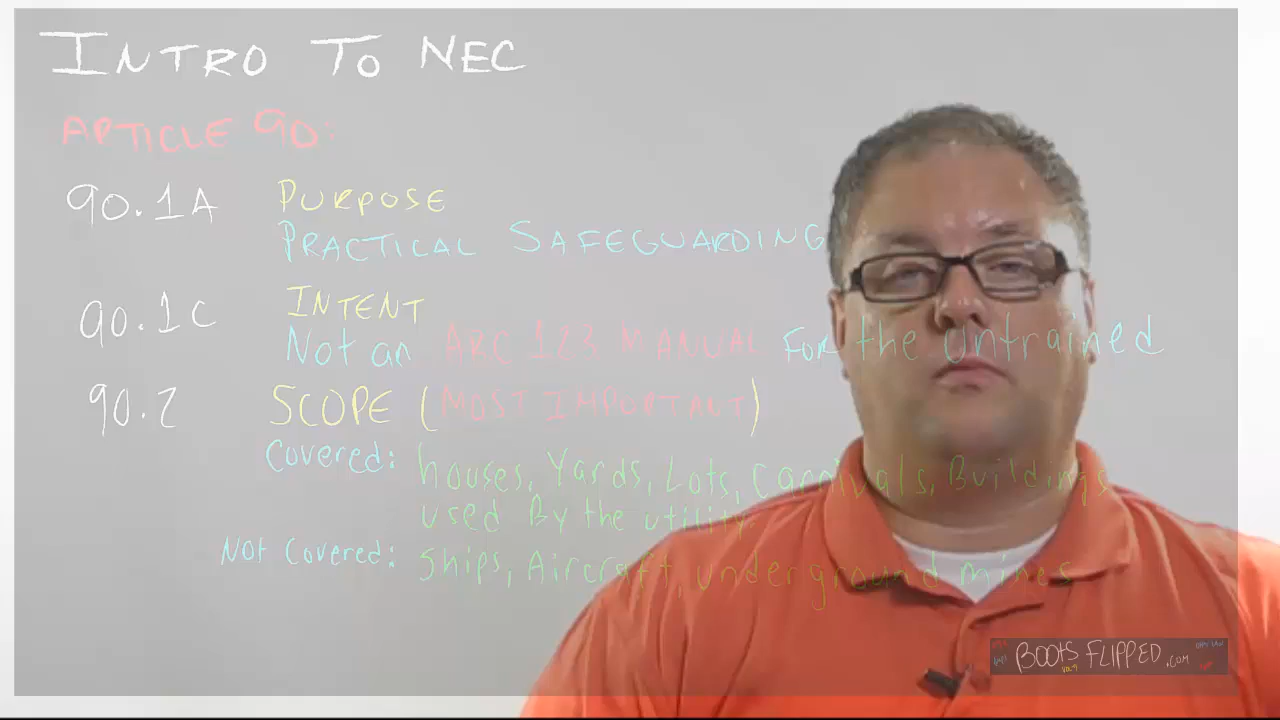 INTRO TO NEC
ARTICLE 90:
90.1A PURPOSE
PRACTICAL SAFEGUARDING
90.1C INTENT
Not an ABC 123 MANUAL FOR the untrained
90.2 SCOPE (MOST IMPORTANT)
Covered: houses, Yards, Lots, Carnivals, Buildings
used By the utility.
NOT Covered: Ships, Aircraft, underground mines
BOOTS FLIPPED.COM